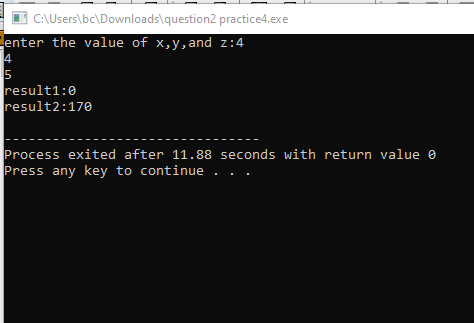 C:\Users\bc\Downloads\question2 practice4.exe
enter the value of x,y,and z:4
4
5
result1:0
result2:170
--------------------------------
Process exited after 11.88 seconds with return value 0
Press any key to continue . . .